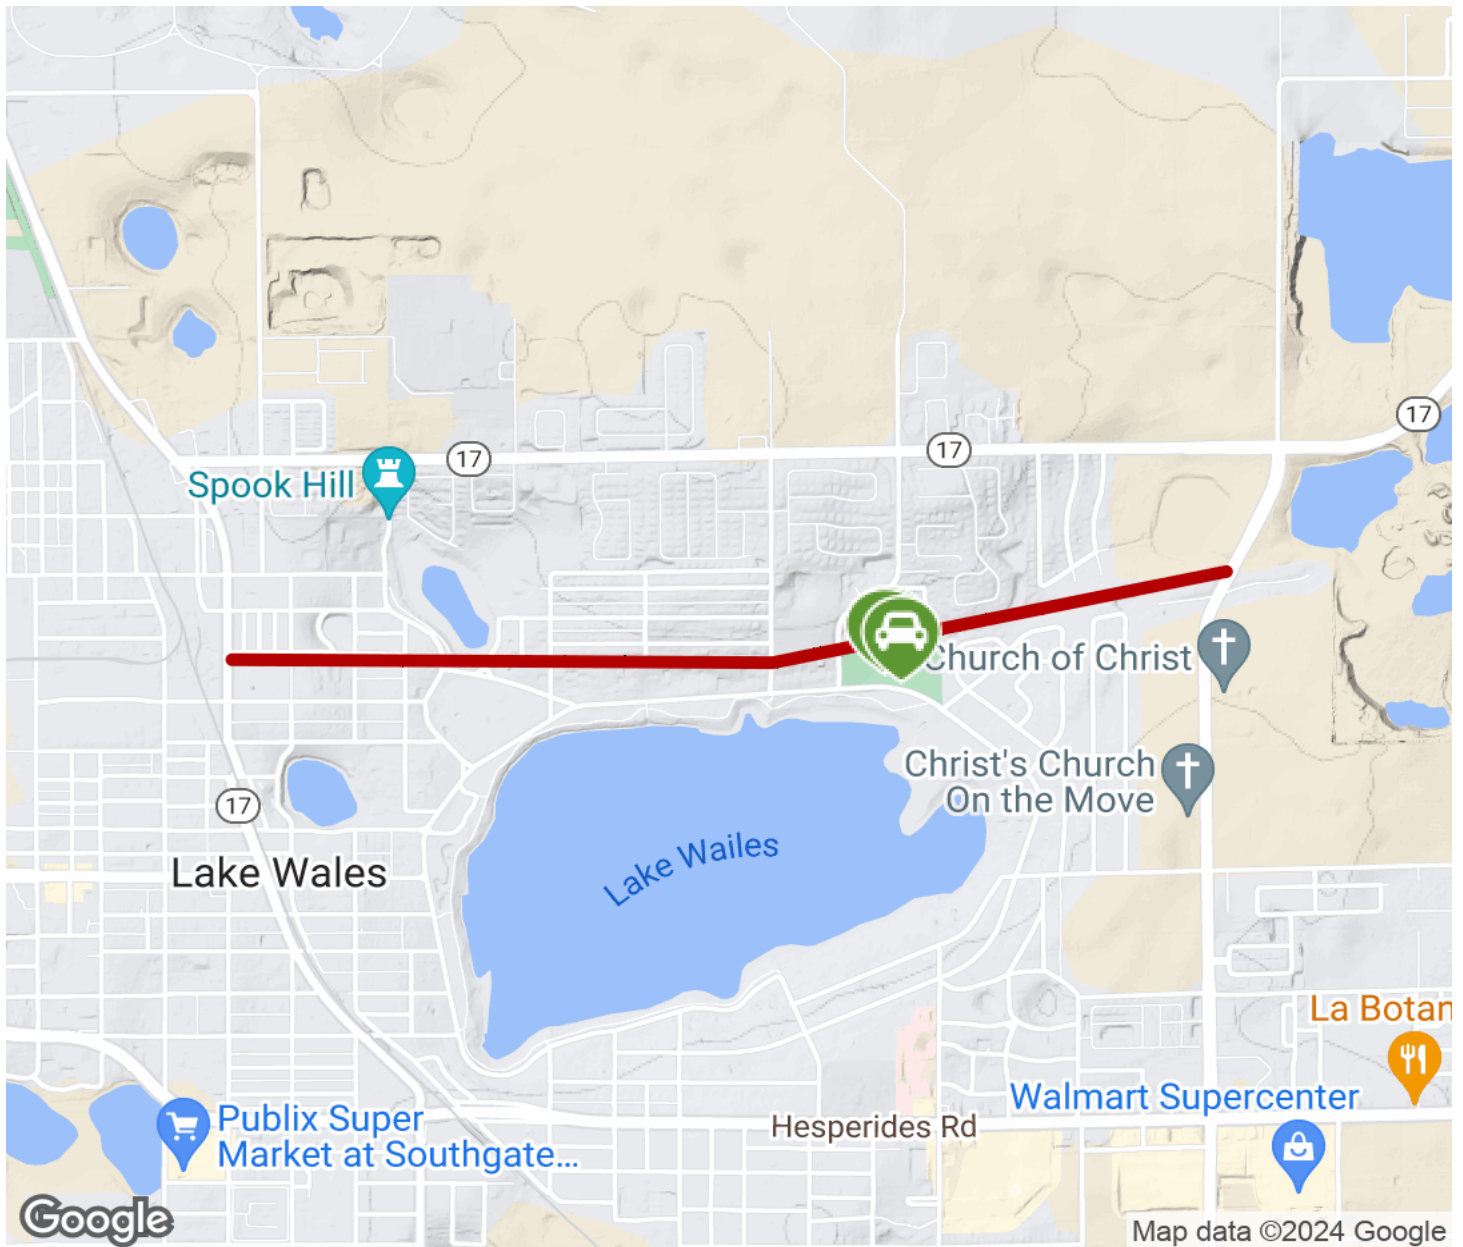 17
17
17
Spook Hill
Church of Christ
Christ's Church
On the Move
17
Lake Wailes
Lake Wales
La Botan
Walmart Supercenter
Publix Super
Market at Southgate...
Hesperides Rd
Google
Map data ©2024 Google